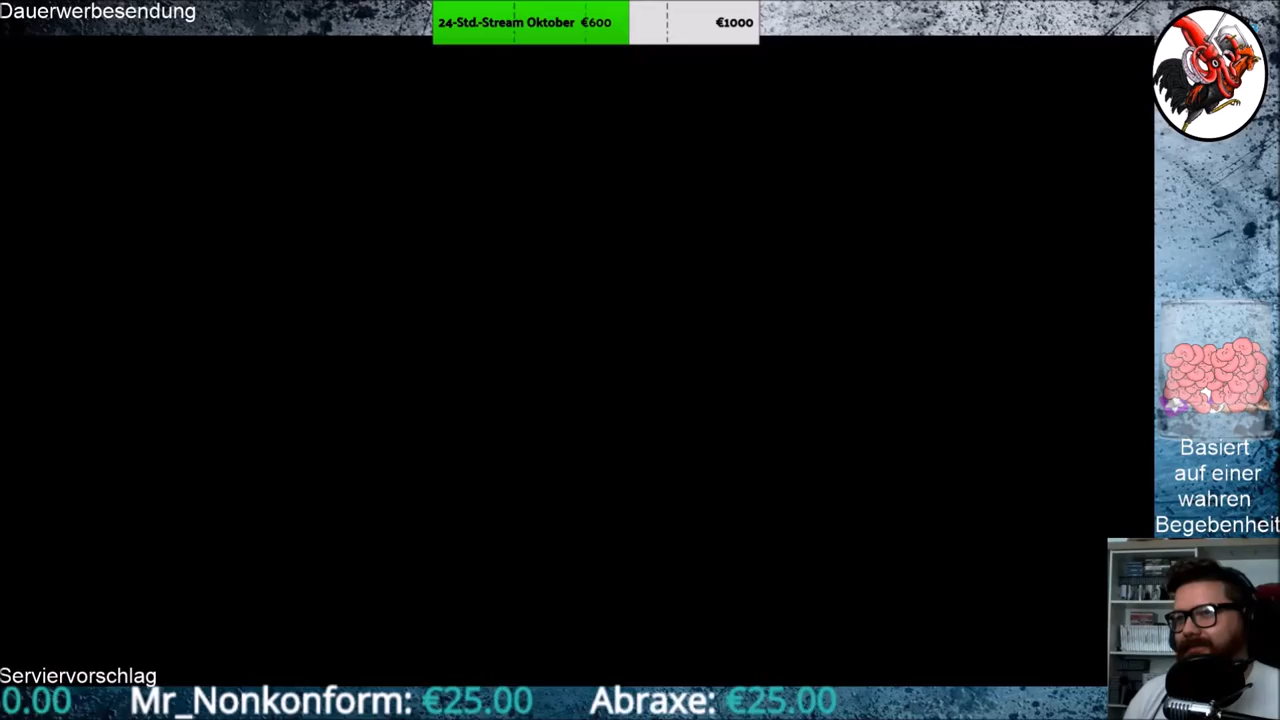 Dauerwerbesendung
24-Std.-Stream Oktober €600 €1000
Basiert
auf einer
wahren
Begebenheit
Serviervorschlag
0.00 Mr_Nonkonform: €25.00 Abraxe: €25.00